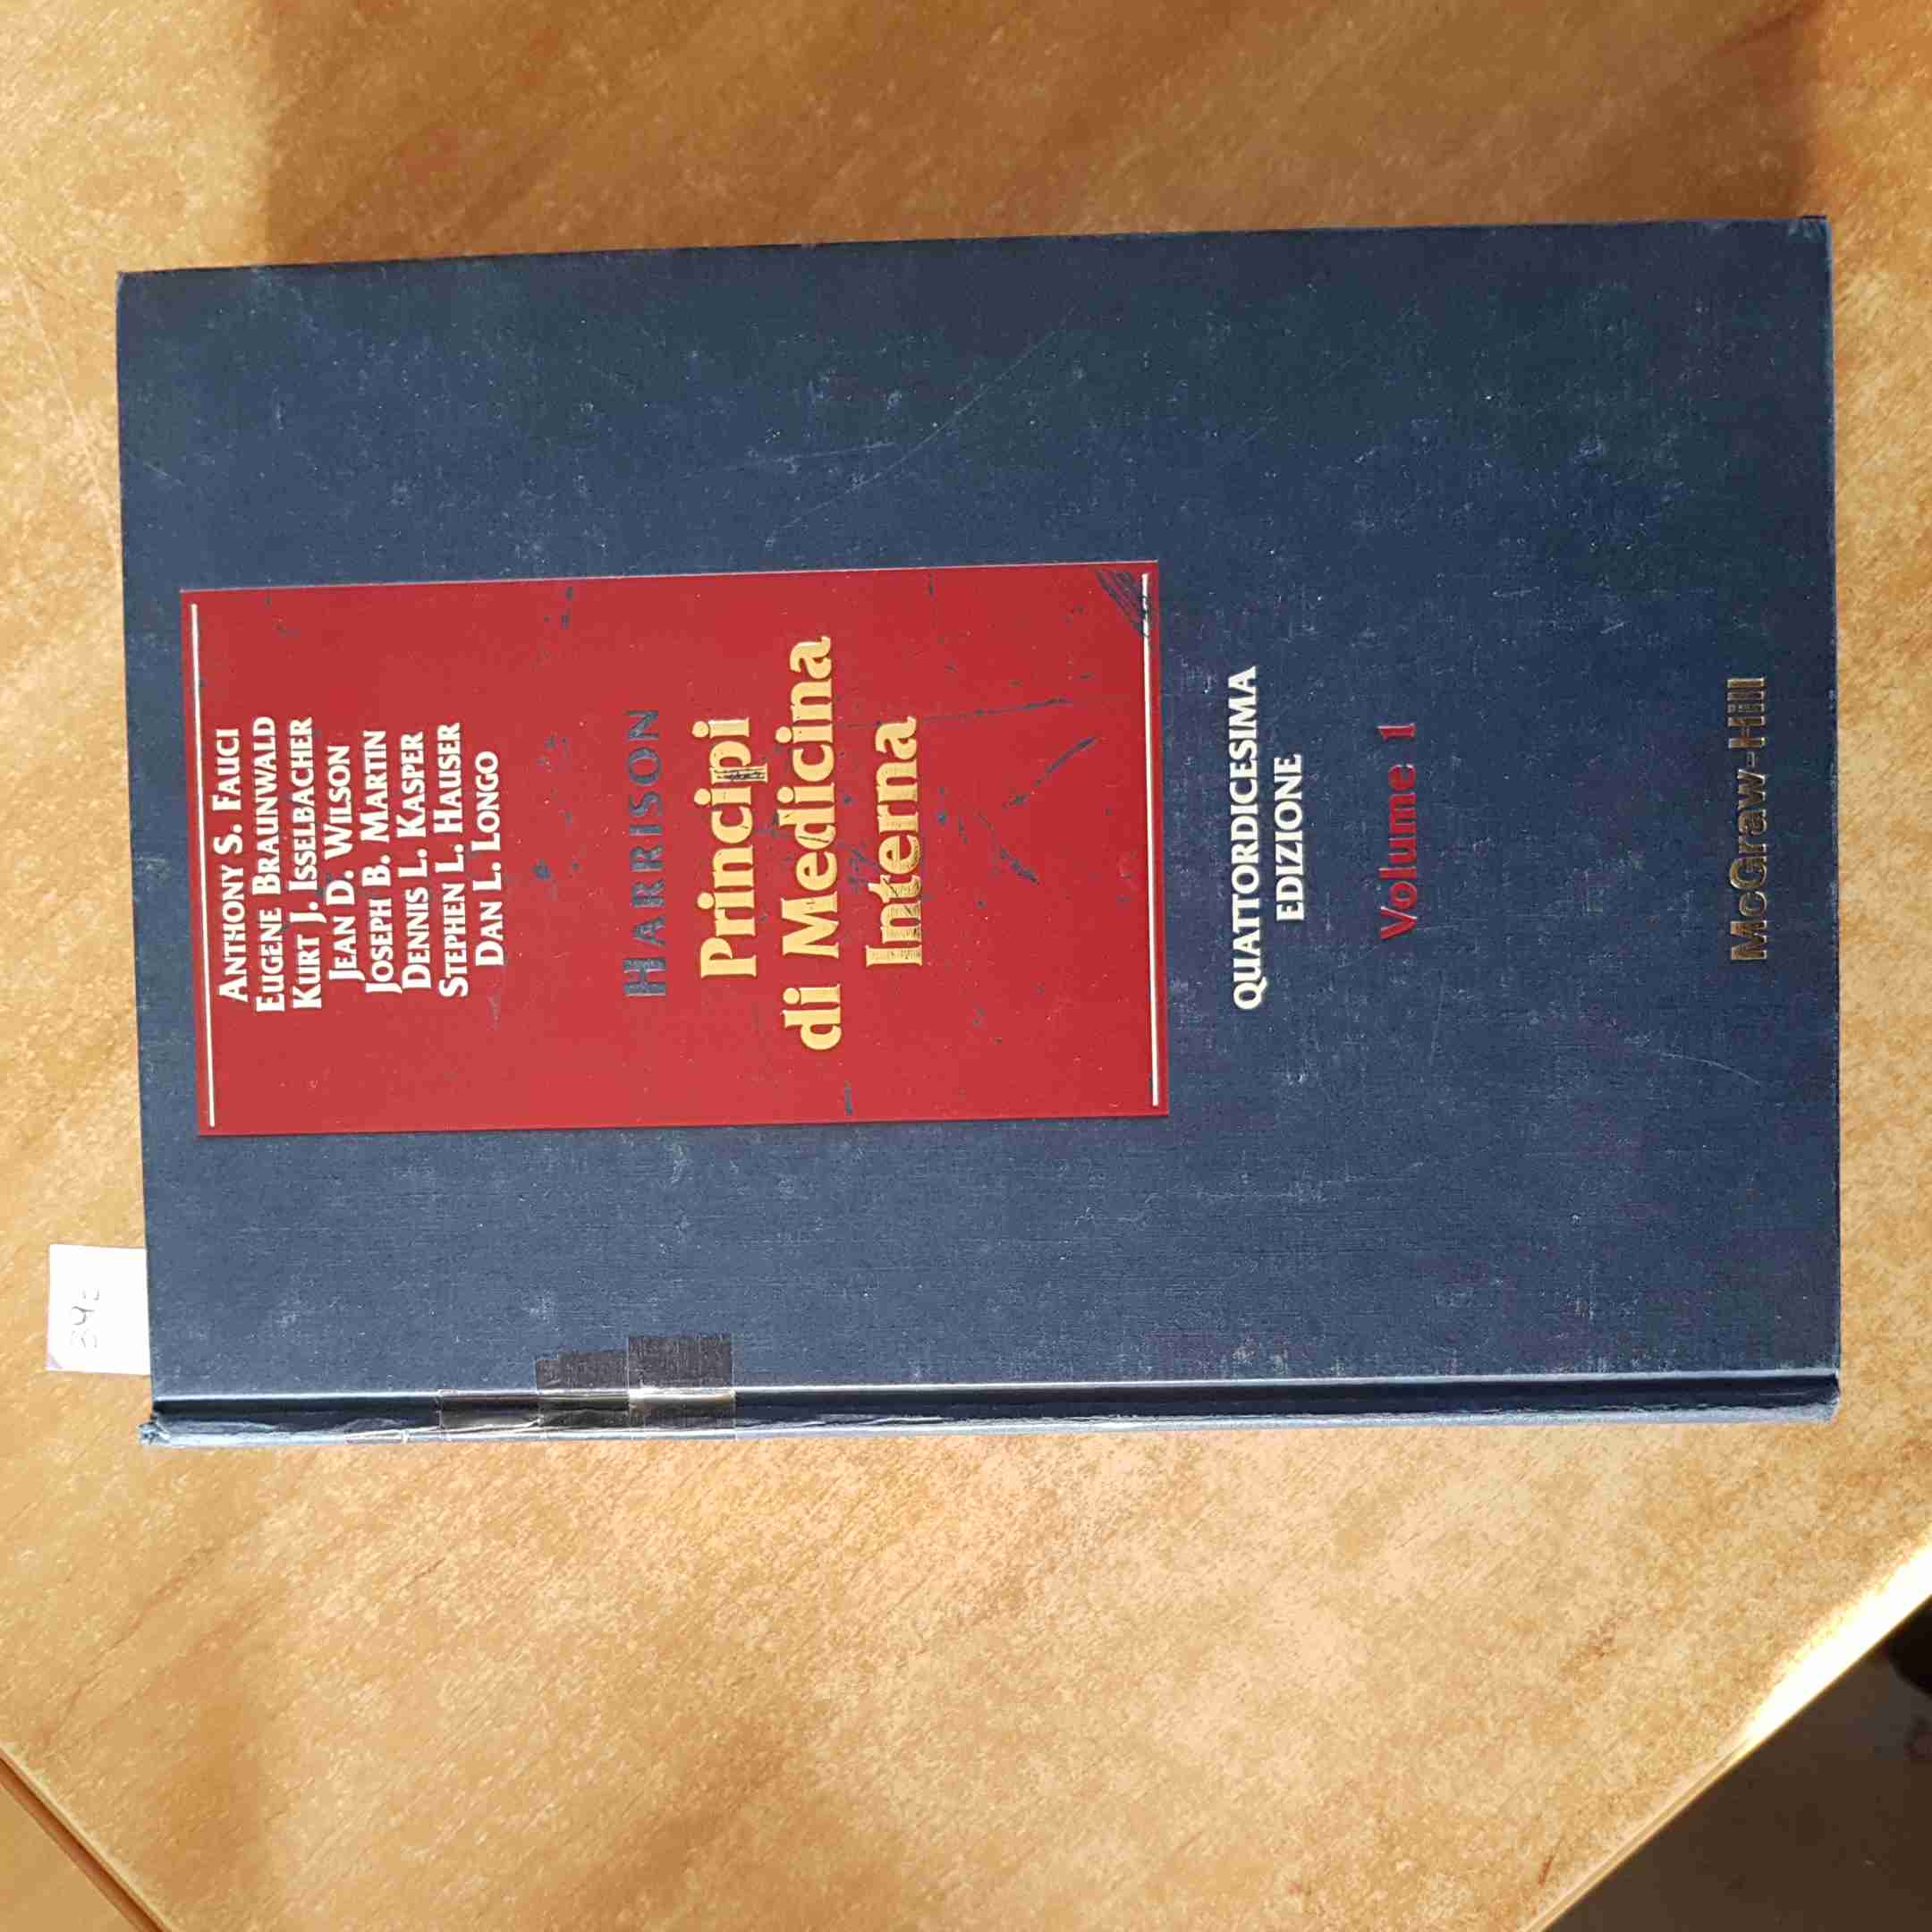 ANTHONY S. FAUCI
EUGENE BRAUNWALD
KURT J. ISSELBACHER
JEAN D. WILSON
JOSEPH B. MARTIN
DENNIS L. KASPER
STEPHEN L. HAUSER
DAN L. LONGO
HARRISON
Principi
di Medicina
Interna
QUATTORDICESIMA
EDIZIONE
Volume 1
McGraw-Hill